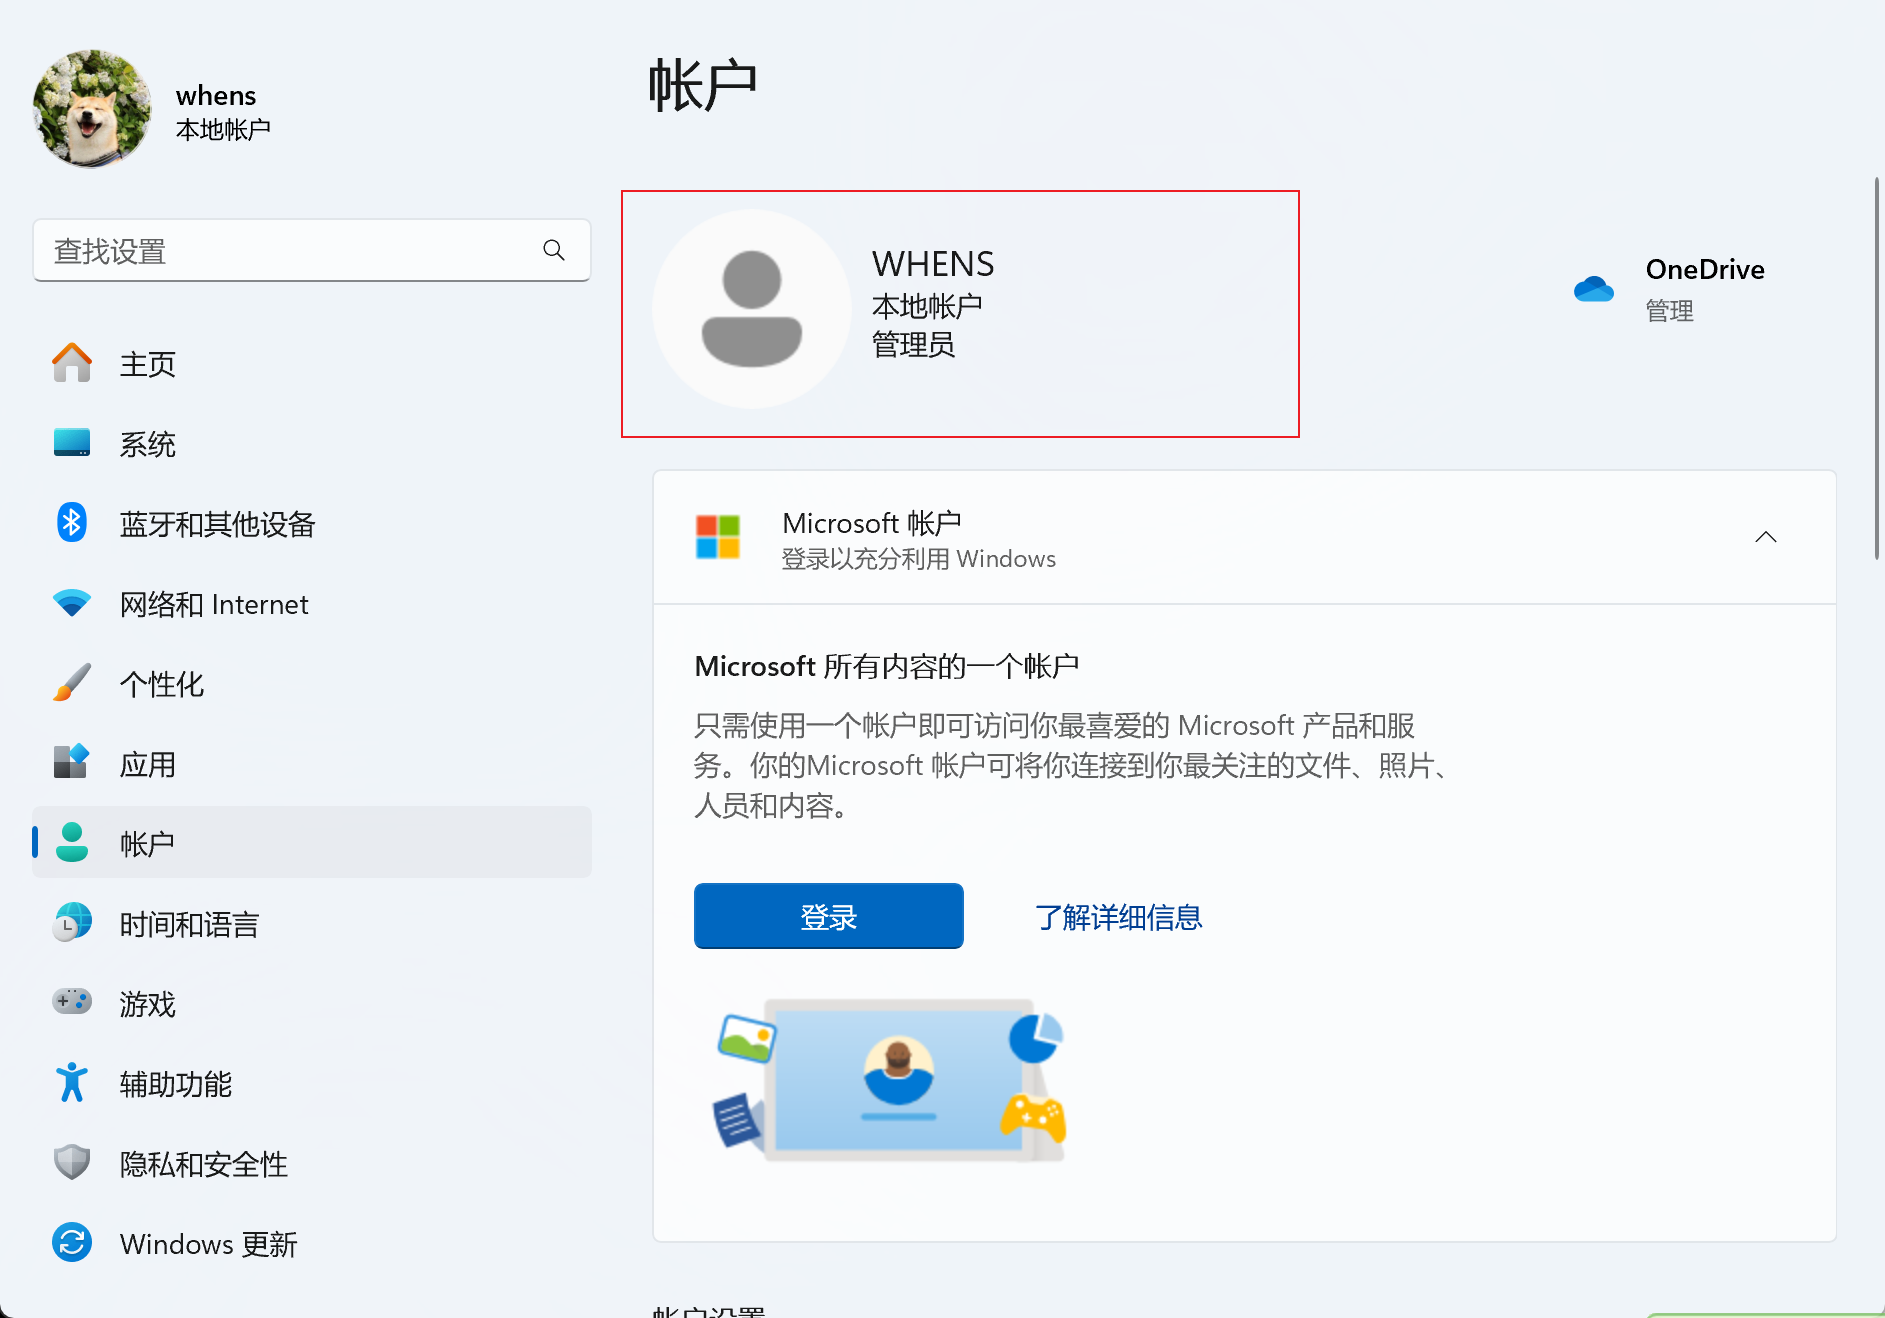 whens
本地帐户
查找设置
主页
系统
蓝牙和其他设备
网络和 Internet
个性化
应用
帐户
时间和语言
游戏
辅助功能
隐私和安全性
Windows 更新
帐户
WHENS
本地帐户
管理员
OneDrive
管理
Microsoft 帐户
登录以充分利用 Windows
Microsoft 所有内容的一个帐户
只需使用一个帐户即可访问你最喜爱的 Microsoft 产品和服
务。你的Microsoft 帐户可将你连接到你最关注的文件、照片、
人员和内容。
登录
了解详细信息
帐户设置